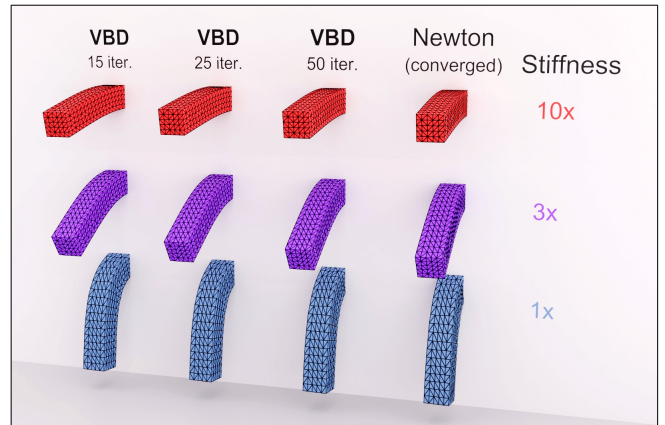 VBD VBD VBD Newton
15 iter. 25 iter. 50 iter. (converged) Stiffness
10x
3x
1x